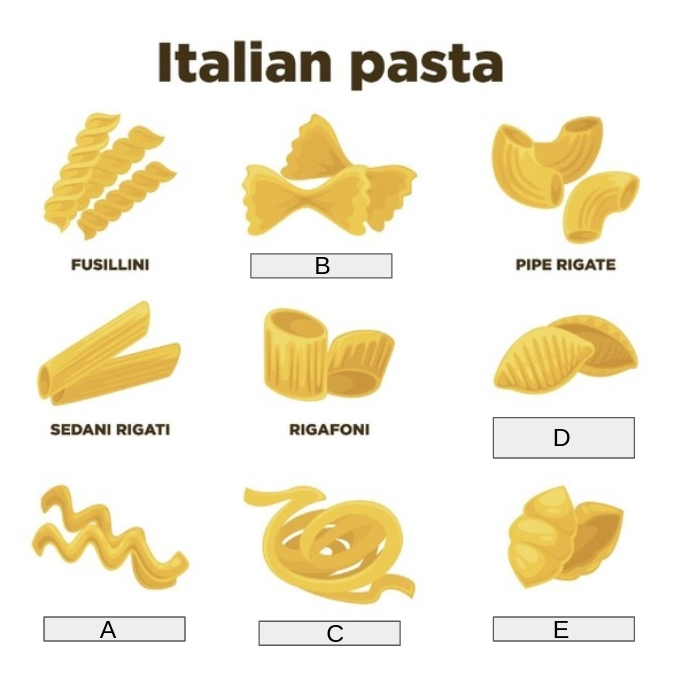 Italian pasta
FUSILLINI
B
PIPE RIGATE
SEDANI RIGATI
RIGAFONI
D
A
C
E